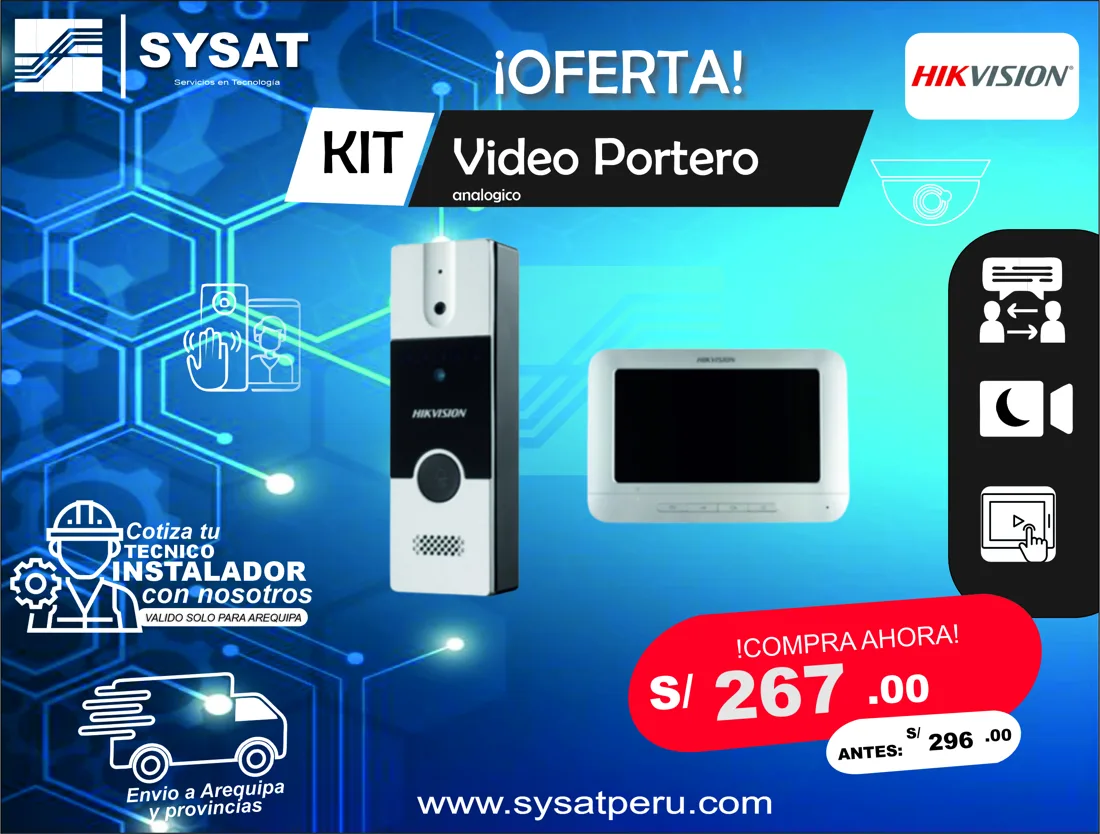 SYSAT
Servicios en Tecnología
¡OFERTA!
HIKVISION®
KIT
Video Portero
analogico
HIKVISION
HIKVISION
Cotiza tu
TECNICO
INSTALADOR
con nosotros
VALIDO SOLO PARA AREQUIPA
!COMPRA AHORA!
S/ 267 .00
ANTES: S/ 296 .00
Envio a Arequipa
y provincias
www.sysatperu.com